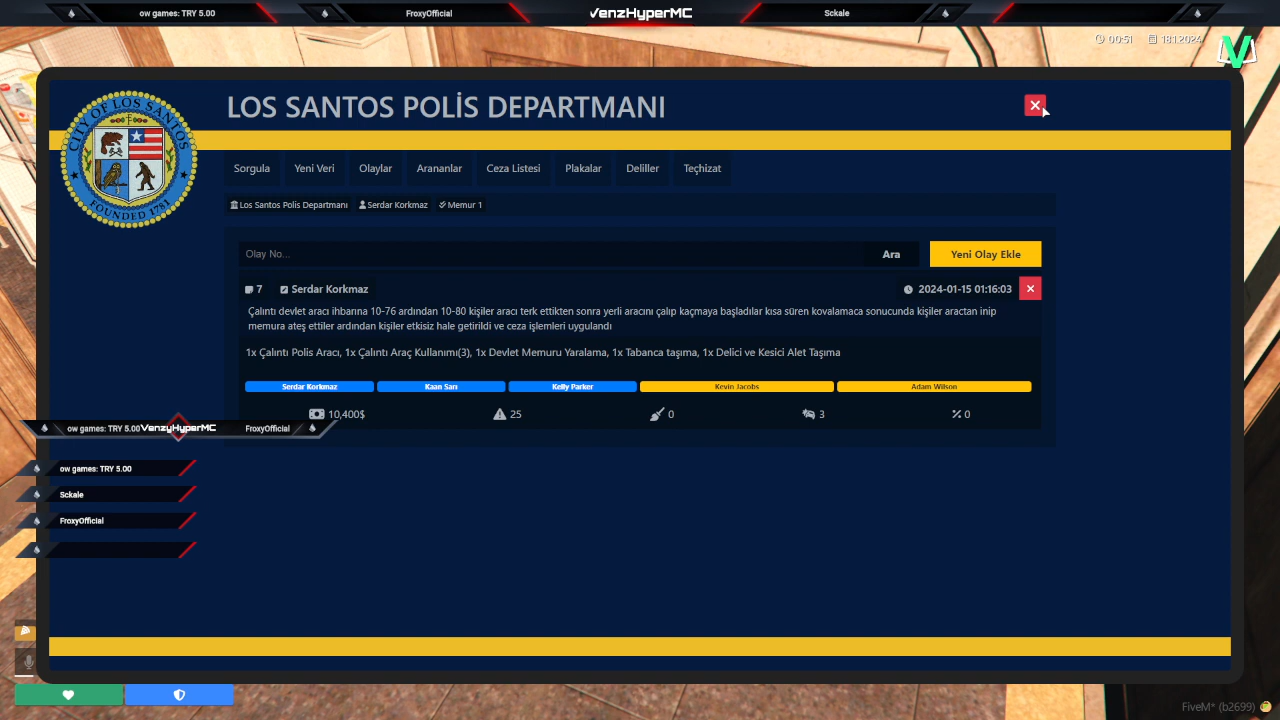 ow games: TRY 5.00
FroxyOfficial
VenzHyperMC
Sckale
00:51
18.1.2024
V
LOS SANTOS POLİS DEPARTMANI
CITY OF LOS SANTOS
FOUNDED 1781
Sorgula
Yeni Veri
Olaylar
Arananlar
Ceza Listesi
Plakalar
Deliller
Teçhizat
Los Santos Polis Departmanı
Serdar Korkmaz
Memur 1
Olay No...
Ara
Yeni Olay Ekle
7
Serdar Korkmaz
2024-01-15 01:16:03
Çalıntı devlet aracı ihbarına 10-76 ardından 10-80 kişiler aracı terk ettikten sonra yerli aracını çalıp kaçmaya başladılar kısa süren kovalamaca sonucunda kişiler aractan inip
memura ateş ettiler ardından kişiler etkisiz hale getirildi ve ceza işlemleri uygulandı
1x Çalıntı Polis Aracı, 1x Çalıntı Araç Kullanımı(3), 1x Devlet Memuru Yaralama, 1x Tabanca taşıma, 1x Delici ve Kesici Alet Taşıma
Serdar Korkmaz
Kaan Sarı
Kelly Parker
Kevin Jacobs
Adam Wilson
10,400$
25
0
3
0
ow games: TRY 5.00
VenzyHyperMC
FroxyOfficial
ow games: TRY 5.00
Sckale
FroxyOfficial
FiveM* (b2699)